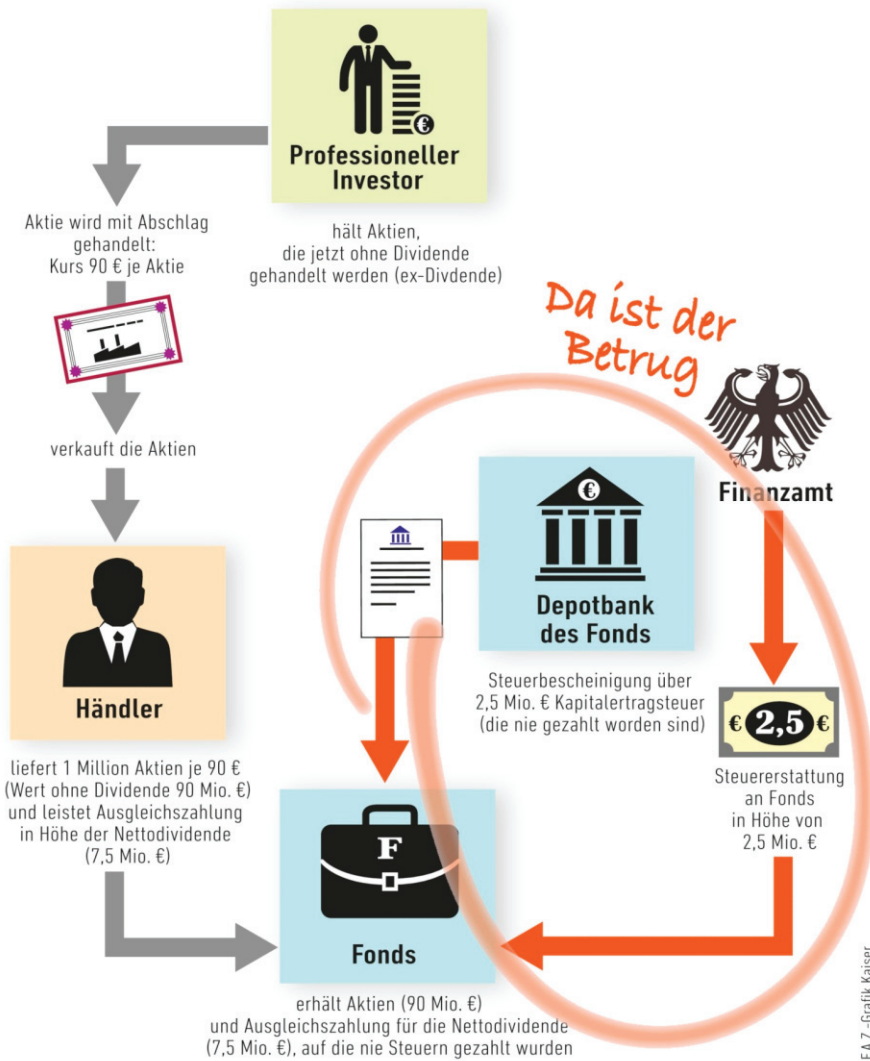 €
Professioneller
Investor
hält Aktien,
die jetzt ohne Dividende
gehandelt werden (ex-Divdende)
Aktie wird mit Abschlag
gehandelt:
Kurs 90 € je Aktie
verkauft die Aktien
Händler
liefert 1 Million Aktien je 90 €
(Wert ohne Dividende 90 Mio. €)
und leistet Ausgleichszahlung
in Höhe der Nettodividende
(7,5 Mio. €)
Da ist der
Betrug
Finanzamt
€
Depotbank
des Fonds
Steuerbescheinigung über
2,5 Mio. € Kapitalertragsteuer
(die nie gezahlt worden sind)
€ 2,5 €
Steuererstattung
an Fonds
in Höhe von
2,5 Mio. €
F
Fonds
erhält Aktien (90 Mio. €)
und Ausgleichszahlung für die Nettodividende
(7,5 Mio. €), auf die nie Steuern gezahlt wurden
F.A.Z.-Grafik Kaiser